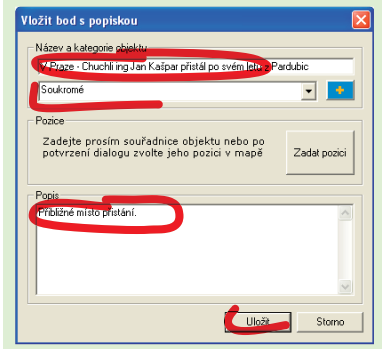 Vložit bod s popiskou
Název a kategorie objektu
V Praze - Chuchli ing Jan Kašpar přistál po svém letu z Pardubic
Soukromé
+
Pozice
Zadejte prosím souřadnice objektu nebo po
potvrzení dialogu zvolte jeho pozici v mapě
Zadat pozici
Popis
Přibližné místo přistání.
Uložit
Storno